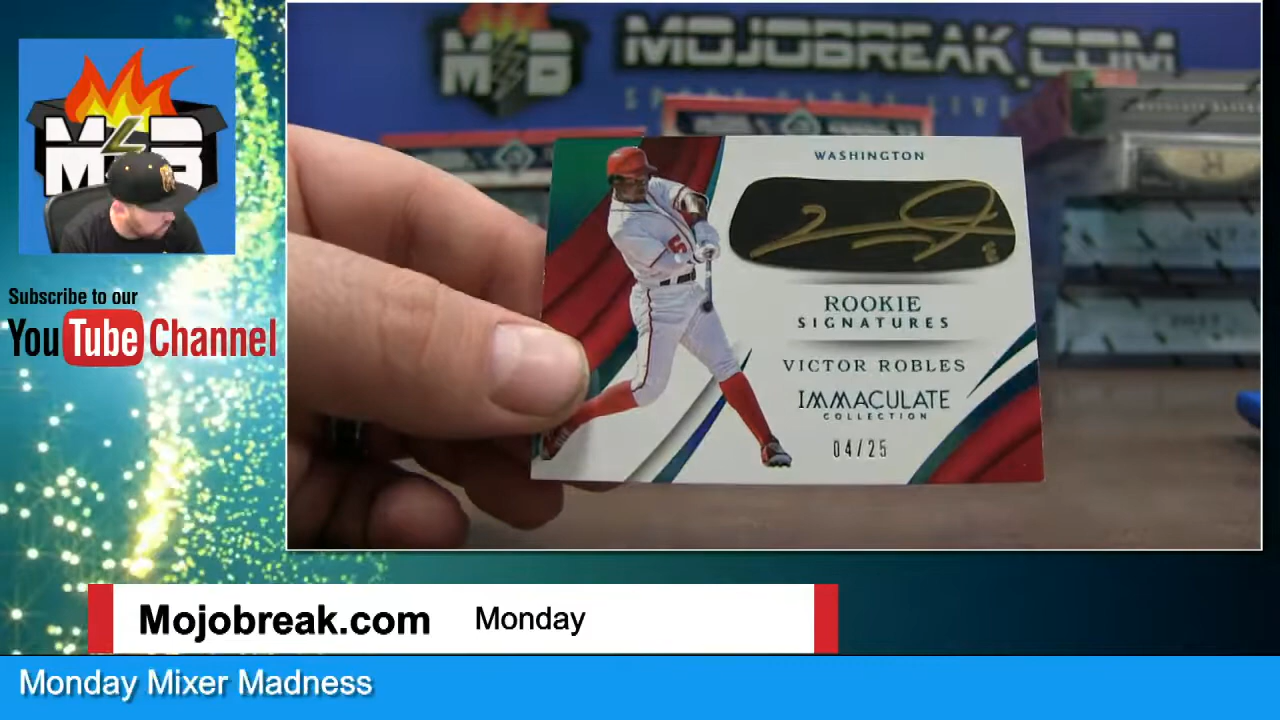 MOJOBREAK.COM
MB
Subscribe to our
YouTube Channel
WASHINGTON
ROOKIE
SIGNATURES
VICTOR ROBLES
IMMACULATE
COLLECTION
04/25
Mojobreak.com Monday
Monday Mixer Madness